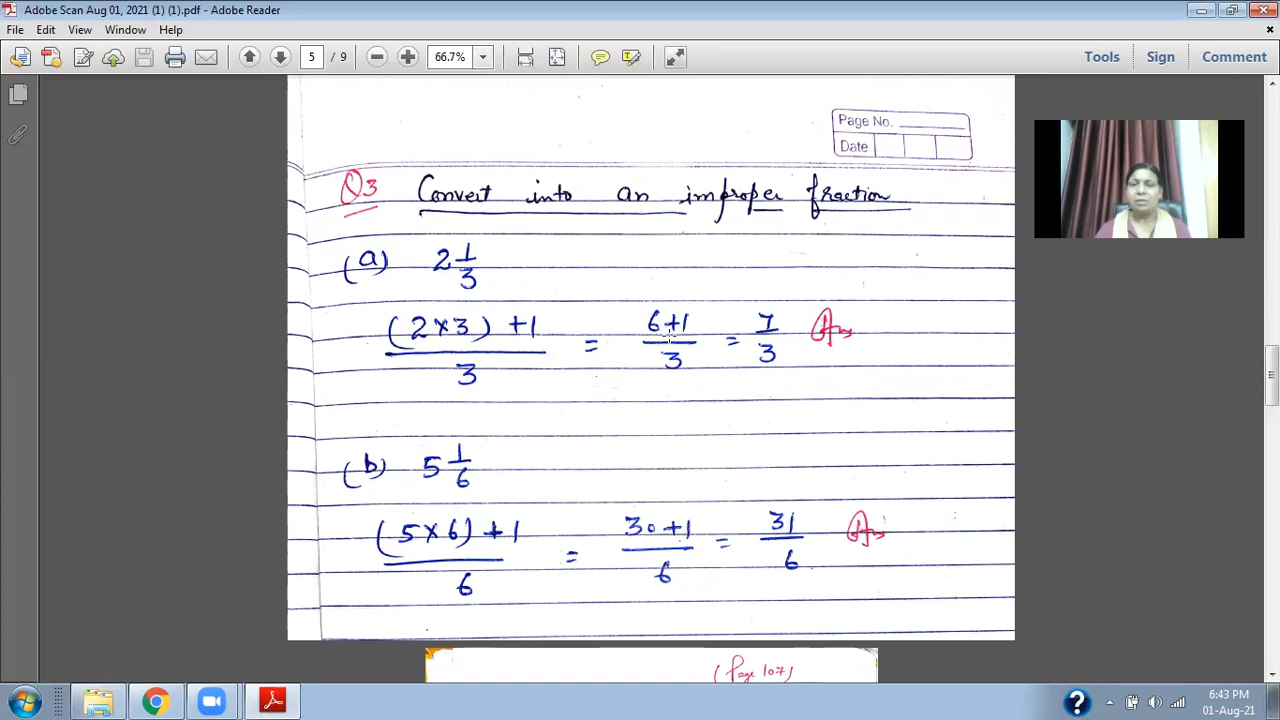 Adobe Scan Aug 01, 2021 (1) (1).pdf - Adobe Reader
File Edit View Window Help
5 / 9 66.7% Tools Sign Comment
Page No.
Date
Q3 Convert into an improper fraction
(a) 2 1/3
(2×3) +1 / 3 = 6+1 / 3 = 7/3 Ans
(b) 5 1/6
(5×6) +1 / 6 = 30+1 / 6 = 31/6 Ans
(Page 107)
6:43 PM
01-Aug-21